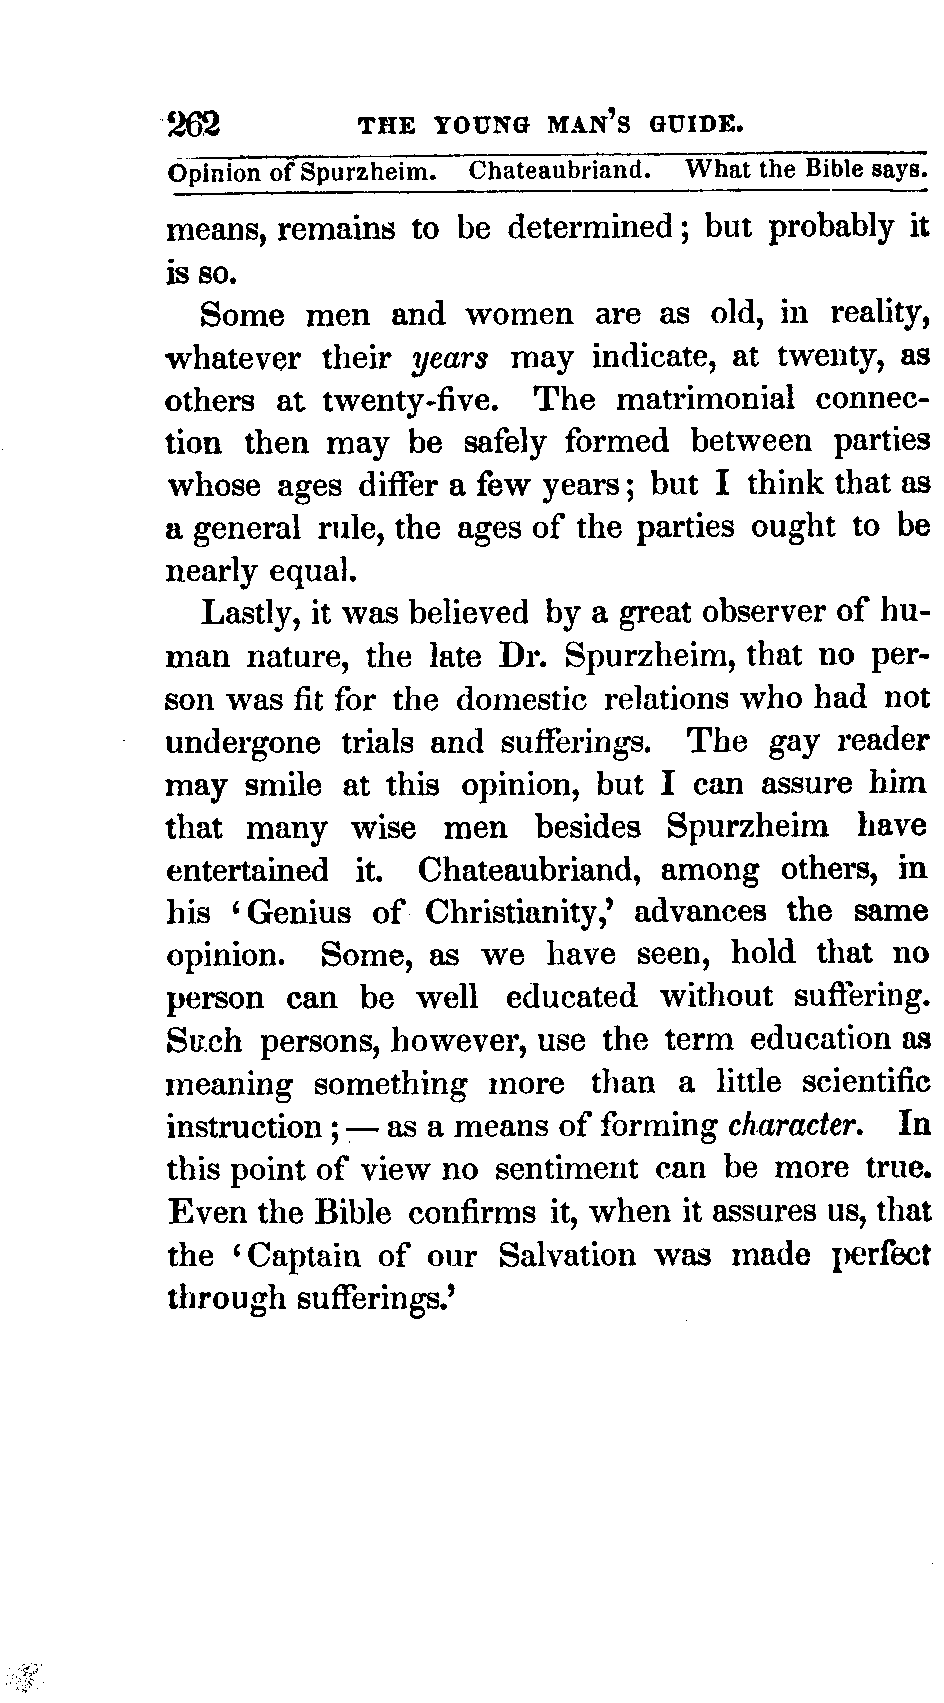 262 THE YOUNG MAN'S GUIDE.
Opinion of Spurzheim. Chateaubriand. What the Bible says.
means, remains to be determined; but probably it
is so.
Some men and women are as old, in reality,
whatever their years may indicate, at twenty, as
others at twenty-five. The matrimonial connec-
tion then may be safely formed between parties
whose ages differ a few years; but I think that as
a general rule, the ages of the parties ought to be
nearly equal.
Lastly, it was believed by a great observer of hu-
man nature, the late Dr. Spurzheim, that no per-
son was fit for the domestic relations who had not
undergone trials and sufferings. The gay reader
may smile at this opinion, but I can assure him
that many wise men besides Spurzheim have
entertained it. Chateaubriand, among others, in
his 'Genius of Christianity,' advances the same
opinion. Some, as we have seen, hold that no
person can be well educated without suffering.
Such persons, however, use the term education as
meaning something more than a little scientific
instruction;—as a means of forming character. In
this point of view no sentiment can be more true.
Even the Bible confirms it, when it assures us, that
the 'Captain of our Salvation was made perfect
through sufferings.'